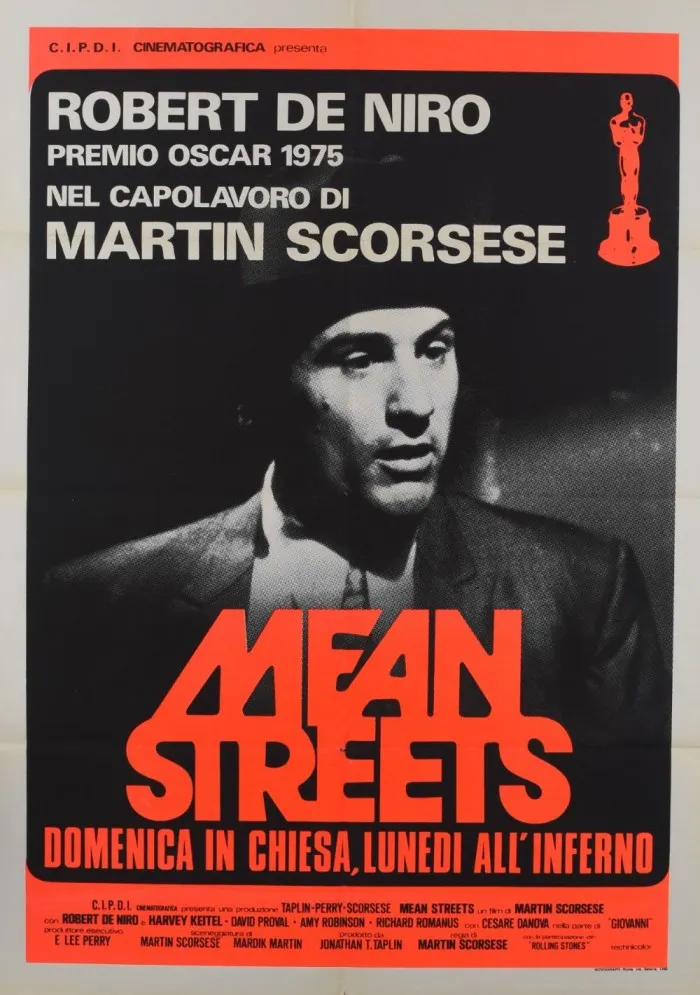 C.I.P.D.I. CINEMATOGRAFICA presenta
ROBERT DE NIRO
PREMIO OSCAR 1975
NEL CAPOLAVORO DI
MARTIN SCORSESE
MEAN
STREETS
DOMENICA IN CHIESA, LUNEDI ALL'INFERNO
C.I.P.D.I. CINEMATOGRAFICA presenta una produzione TAPLIN-PERRY-SCORSESE MEAN STREETS un film di MARTIN SCORSESE
con ROBERT DE NIRO e HARVEY KEITEL · DAVID PROVAL · AMY ROBINSON · RICHARD ROMANUS con CESARE DANOVA nella parte di "GIOVANNI"
produttore esecutivo sceneggiatura di prodotto da regia di con la partecipazione dei
E LEE PERRY MARTIN SCORSESE MARDIK MARTIN JONATHAN T. TAPLIN MARTIN SCORSESE "ROLLING STONES" technicolor